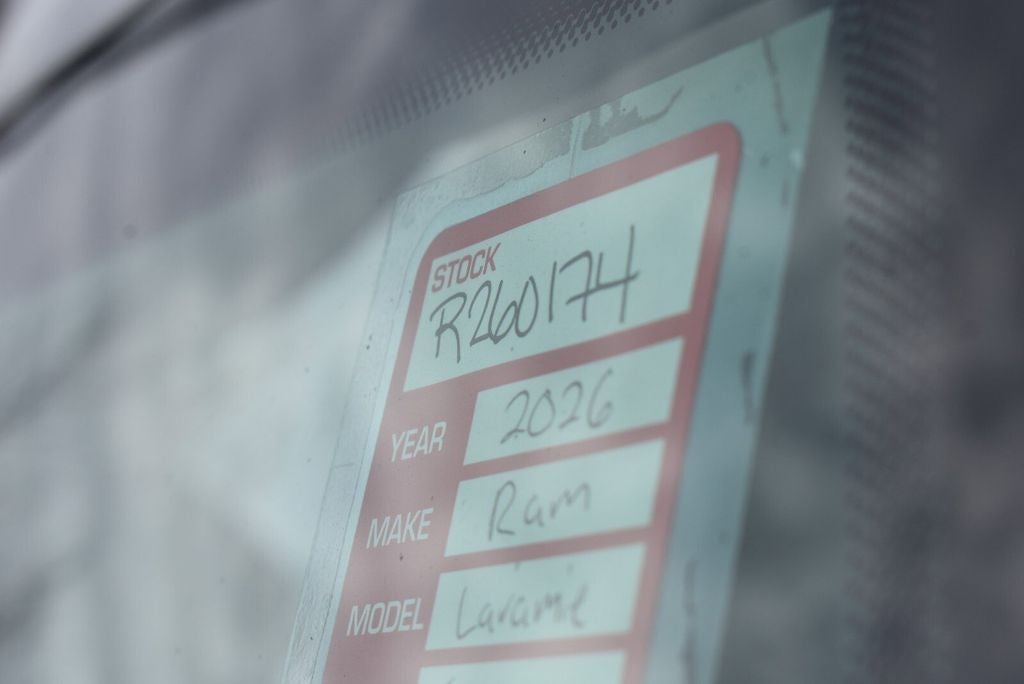 STOCK
R260174
YEAR 2026
MAKE Ram
MODEL Laramie